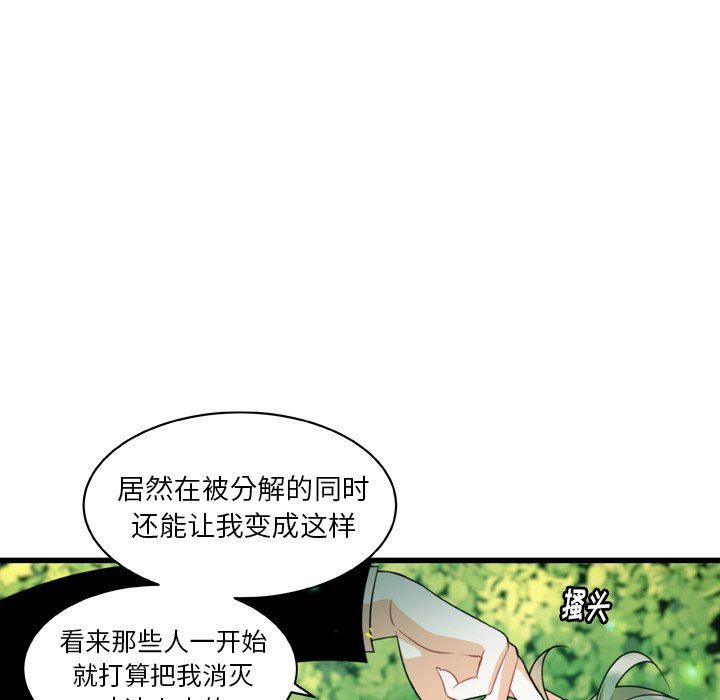 居然在被分解的同时
还能让我变成这样
搔头
看来那些人一开始
就打算把我消灭